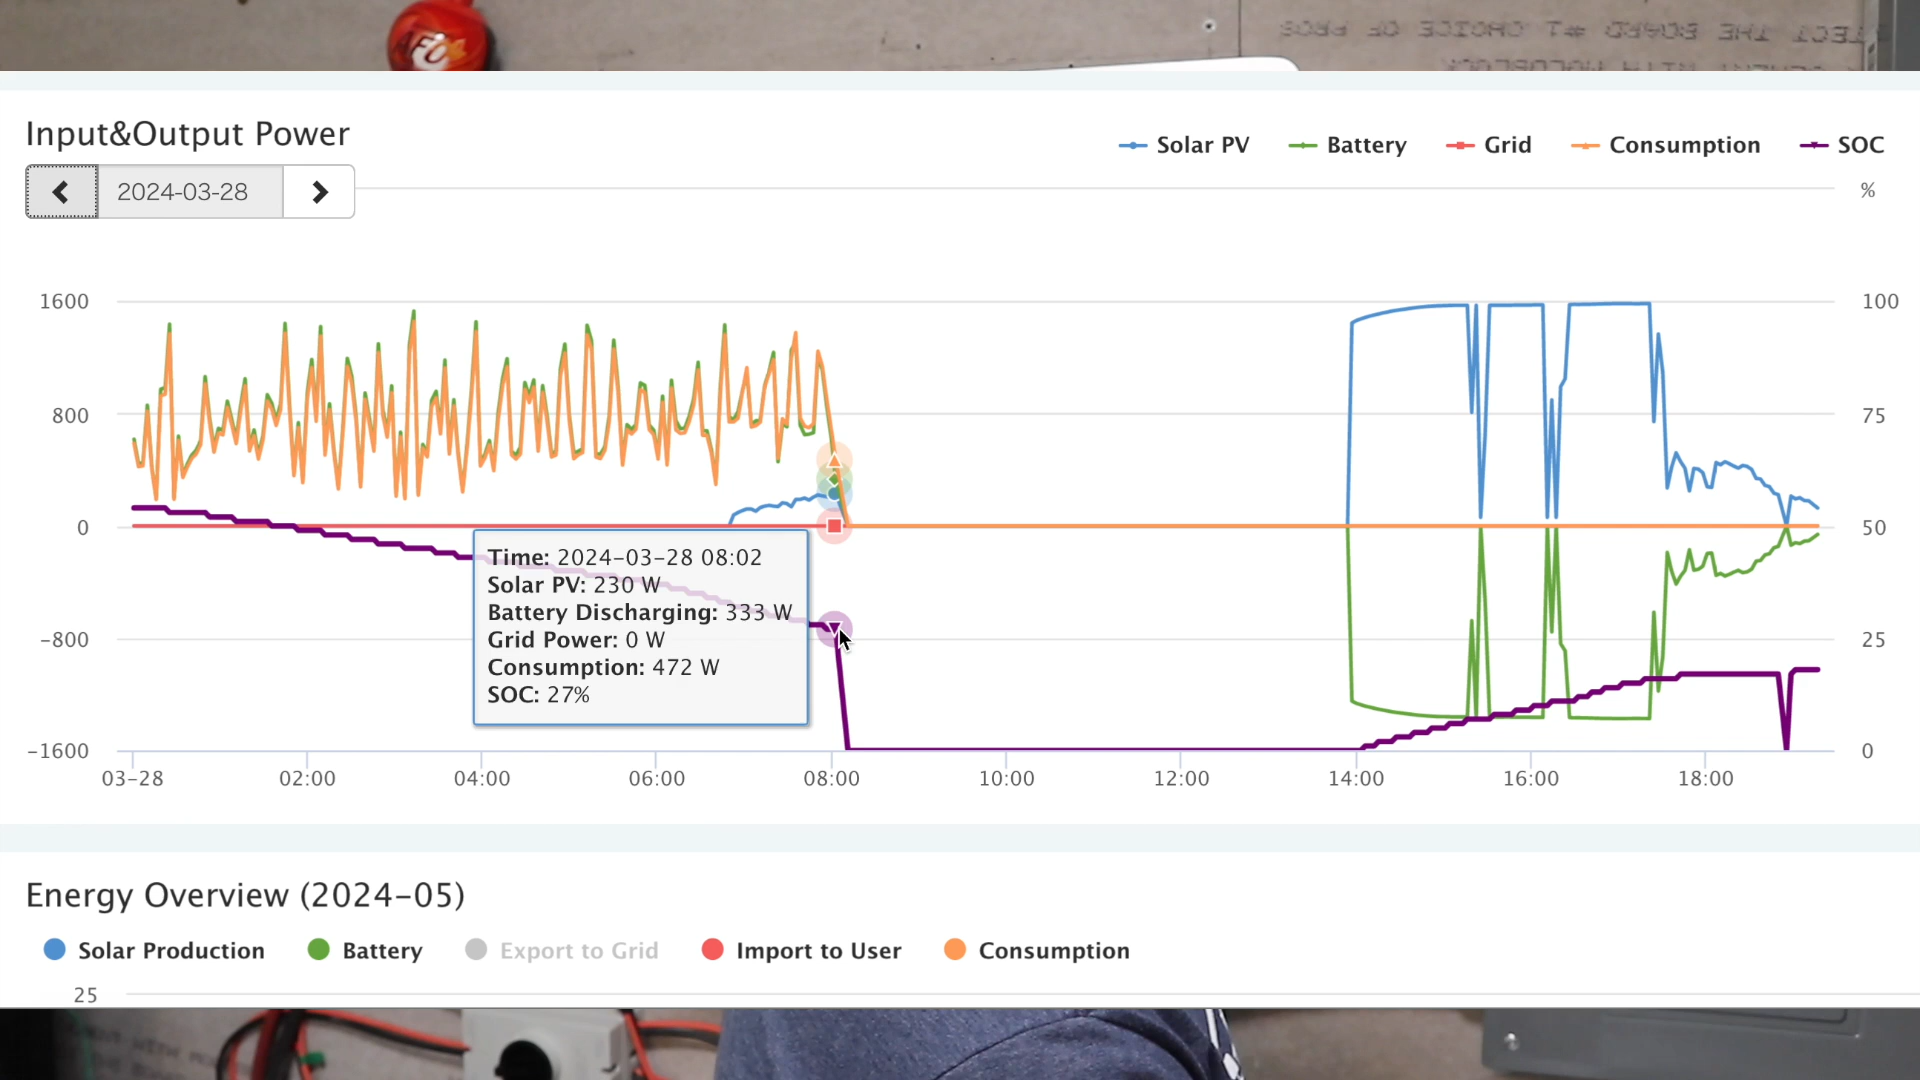 Input&Output Power
Solar PV Battery Grid Consumption SOC
2024-03-28
%
1600 100
800 75
0 50
-800 25
-1600 0
Time: 2024-03-28 08:02
Solar PV: 230 W
Battery Discharging: 333 W
Grid Power: 0 W
Consumption: 472 W
SOC: 27%
03-28 02:00 04:00 06:00 08:00 10:00 12:00 14:00 16:00 18:00
Energy Overview (2024-05)
Solar Production Battery Export to Grid Import to User Consumption
25